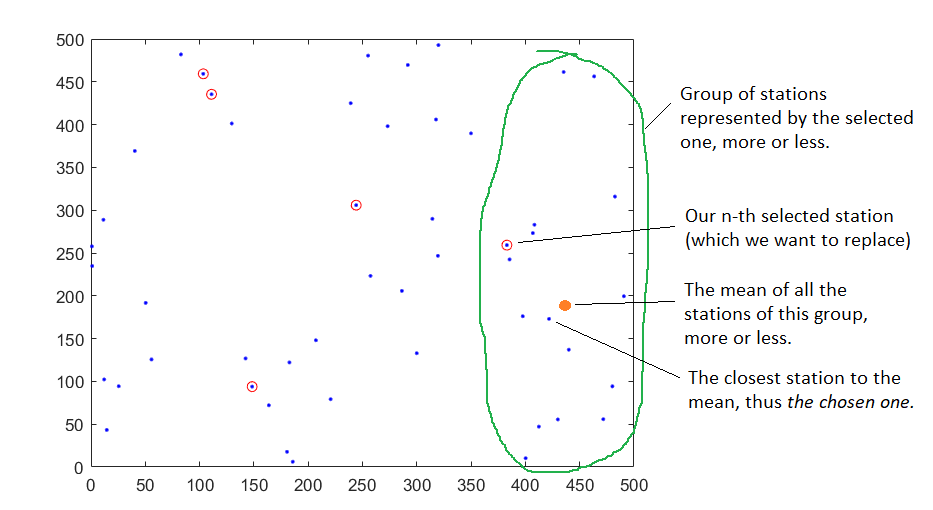 500
450
400
350
300
250
200
150
100
50
0
0 50 100 150 200 250 300 350 400 450 500
Group of stations
represented by the selected
one, more or less.
Our n-th selected station
(which we want to replace)
The mean of all the
stations of this group,
more or less.
The closest station to the
mean, thus the chosen one.